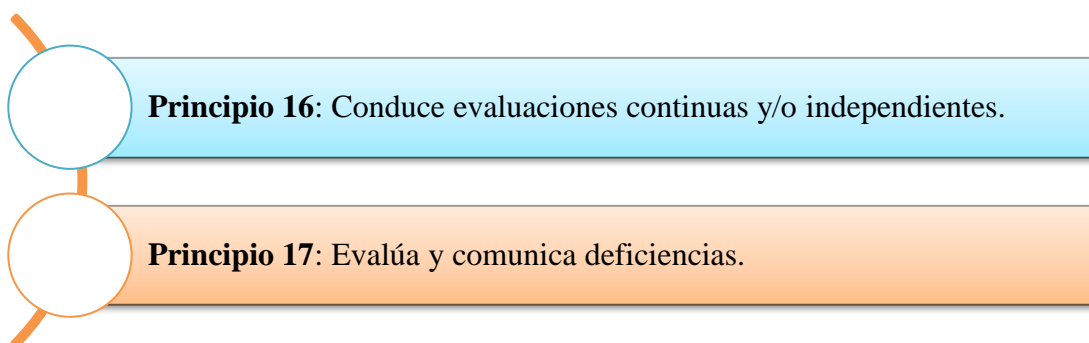 Principio 16: Conduce evaluaciones continuas y/o independientes.
Principio 17: Evalúa y comunica deficiencias.